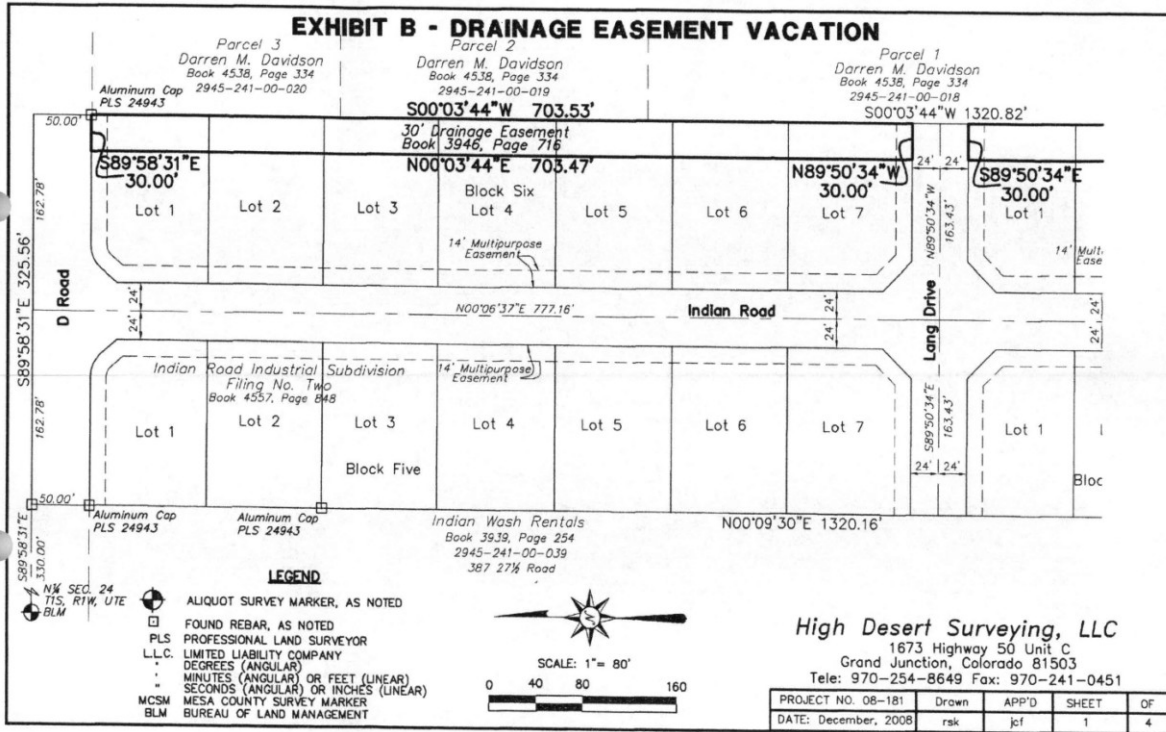 EXHIBIT B - DRAINAGE EASEMENT VACATION
Parcel 3
Darren M. Davidson
Book 4538, Page 334
2945-241-00-020
Parcel 2
Darren M. Davidson
Book 4538, Page 334
2945-241-00-019
Parcel 1
Darren M. Davidson
Book 4538, Page 334
2945-241-00-018
Aluminum Cap
PLS 24943
S00°03'44"W 703.53'
S00°03'44"W 1320.82'
50.00'
30' Drainage Easement
Book 3946, Page 716
S89°58'31"E
30.00'
N00°03'44"E 703.47'
N89°50'34"W
30.00'
24' 24'
S89°50'34"E
30.00'
Block Six
Lot 1
Lot 2
Lot 3
Lot 4
Lot 5
Lot 6
Lot 7
Lot 1
162.78'
N89°50'34"W
163.43'
14' Multipurpose
Easement
14' Multi
Ease
S89°58'31"E 325.56'
D Road
24'
24'
N00°06'37"E 777.16'
Indian Road
24'
24'
Lang Drive
24'
24'
14' Multipurpose
Easement
Indian Road Industrial Subdivision
Filing No. Two
Book 4557, Page 848
162.78'
Lot 1
Lot 2
Lot 3
Lot 4
Lot 5
Lot 6
Lot 7
Lot 1
S89°50'34"E
163.43'
Block Five
24' 24'
Bloc
50.00'
Aluminum Cap
PLS 24943
Aluminum Cap
PLS 24943
Indian Wash Rentals
Book 3939, Page 254
2945-241-00-039
387 27½ Road
N00°09'30"E 1320.16'
S89°58'31"E
330.00'
N¼ SEC. 24
T1S, R1W, UTE
BLM
LEGEND
ALIQUOT SURVEY MARKER, AS NOTED
FOUND REBAR, AS NOTED
PLS PROFESSIONAL LAND SURVEYOR
L.L.C. LIMITED LIABILITY COMPANY
° DEGREES (ANGULAR)
' MINUTES (ANGULAR) OR FEET (LINEAR)
" SECONDS (ANGULAR) OR INCHES (LINEAR)
MCSM MESA COUNTY SURVEY MARKER
BLM BUREAU OF LAND MANAGEMENT
SCALE: 1"= 80'
0 40 80 160
High Desert Surveying, LLC
1673 Highway 50 Unit C
Grand Junction, Colorado 81503
Tele: 970-254-8649 Fax: 970-241-0451
PROJECT NO. 08-181 Drawn APP'D SHEET OF
DATE: December, 2008 rsk jcf 1 4